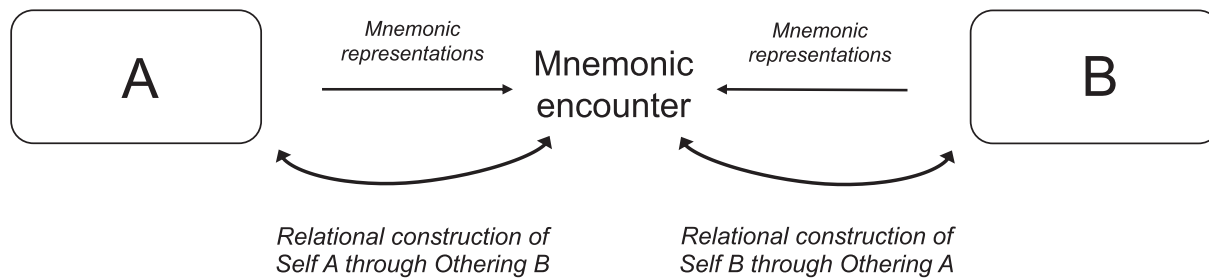 A
Mnemonic
representations
Mnemonic
encounter
Mnemonic
representations
B
Relational construction of
Self A through Othering B
Relational construction of
Self B through Othering A